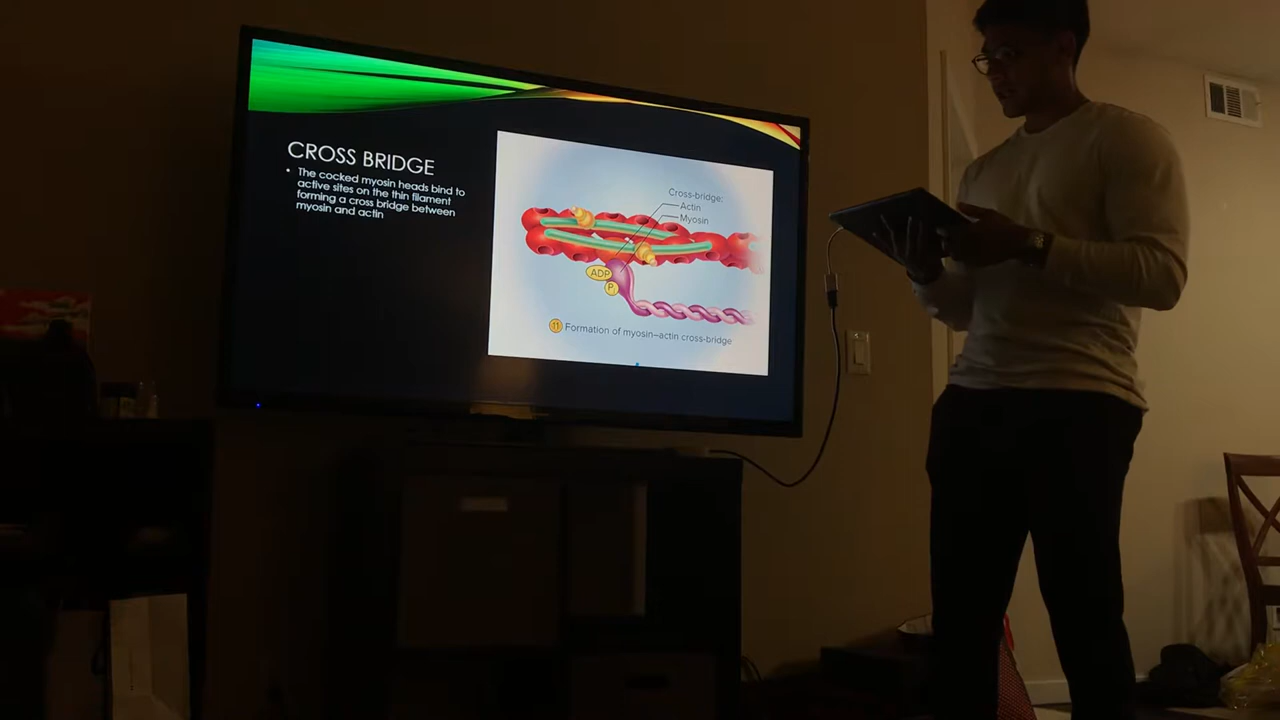 CROSS BRIDGE
• The cocked myosin heads bind to
active sites on the thin filament
forming a cross bridge between
myosin and actin
Cross-bridge:
Actin
Myosin
ADP
Pi
11 Formation of myosin–actin cross-bridge